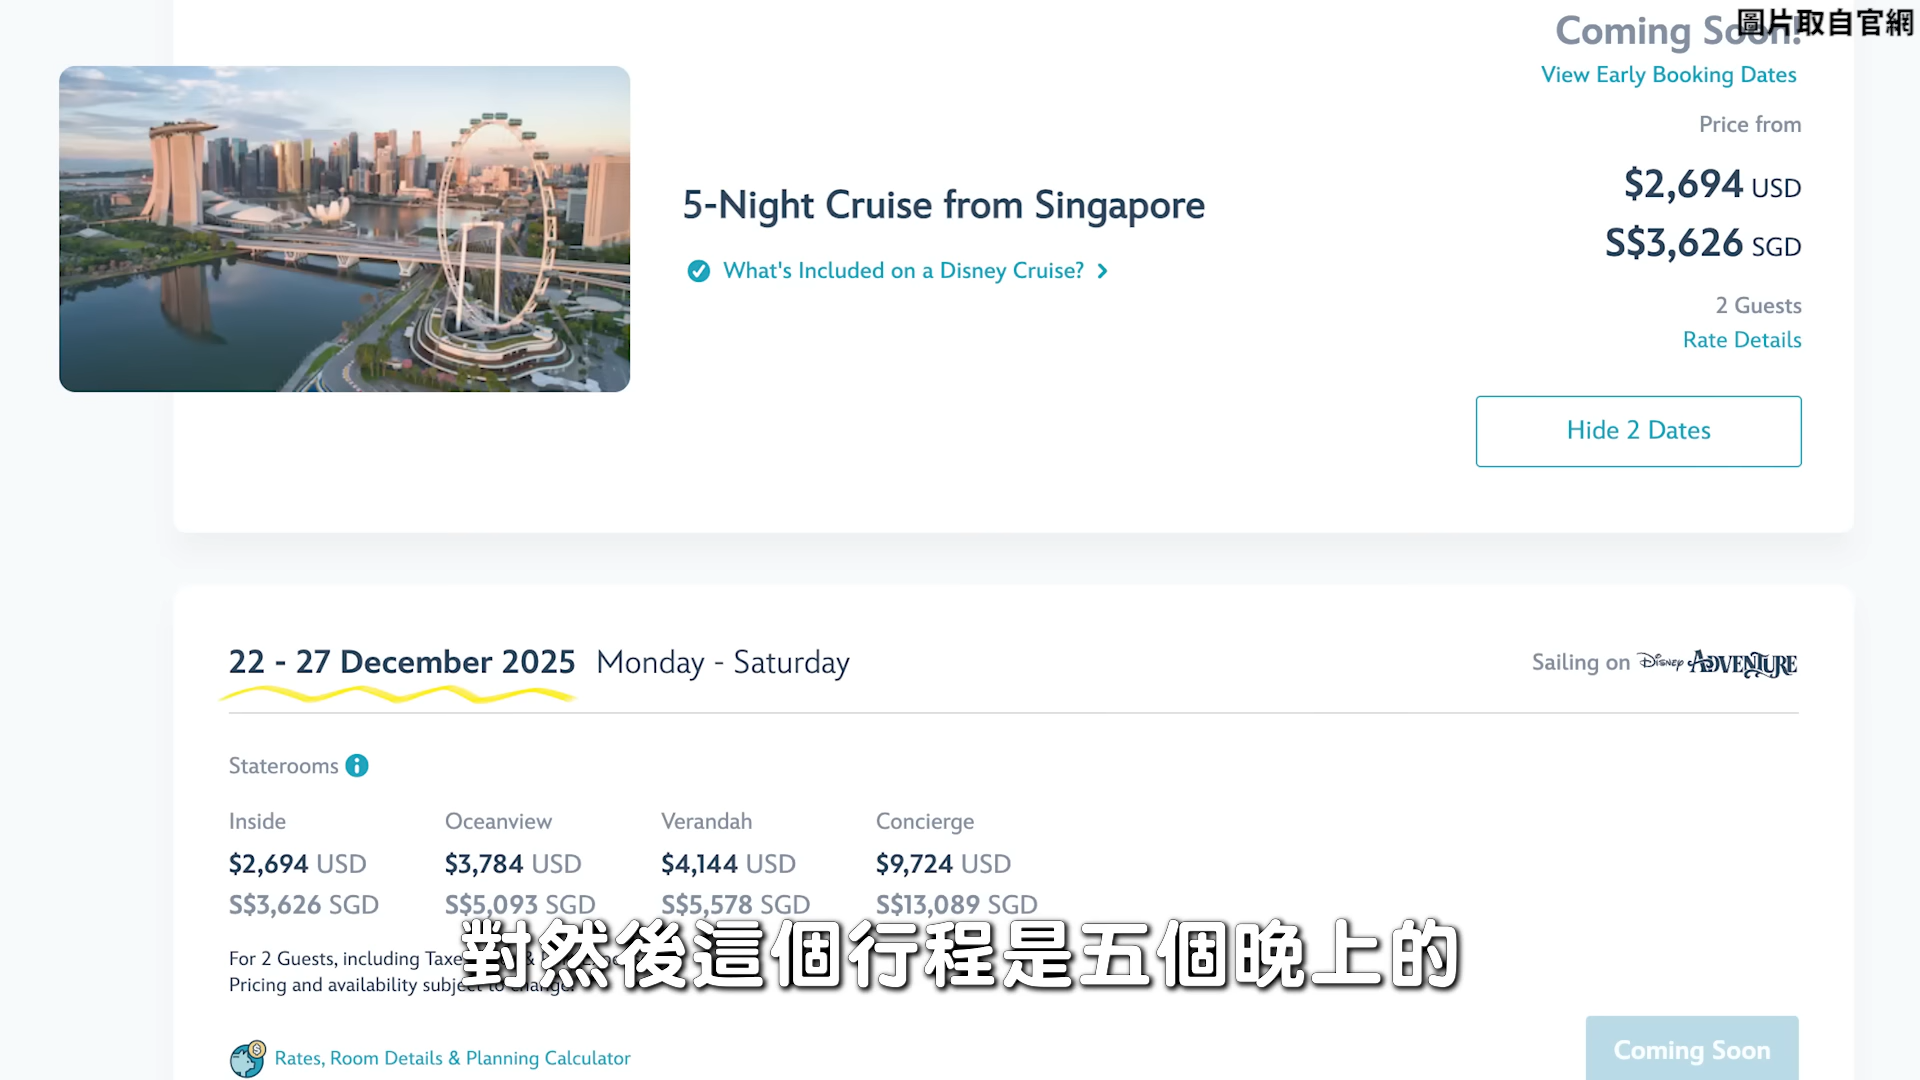 Coming Soon!
圖片取自官網
View Early Booking Dates
Price from
$2,694 USD
S$3,626 SGD
2 Guests
Rate Details
Hide 2 Dates
5-Night Cruise from Singapore
What's Included on a Disney Cruise?
22 - 27 December 2025 Monday - Saturday
Sailing on Disney ADVENTURE
Staterooms
Inside Oceanview Verandah Concierge
$2,694 USD $3,784 USD $4,144 USD $9,724 USD
S$3,626 SGD S$5,093 SGD S$5,578 SGD S$13,089 SGD
對然後這個行程是五個晚上的
For 2 Guests, including
Pricing and availability subject to change.
Rates, Room Details & Planning Calculator
Coming Soon